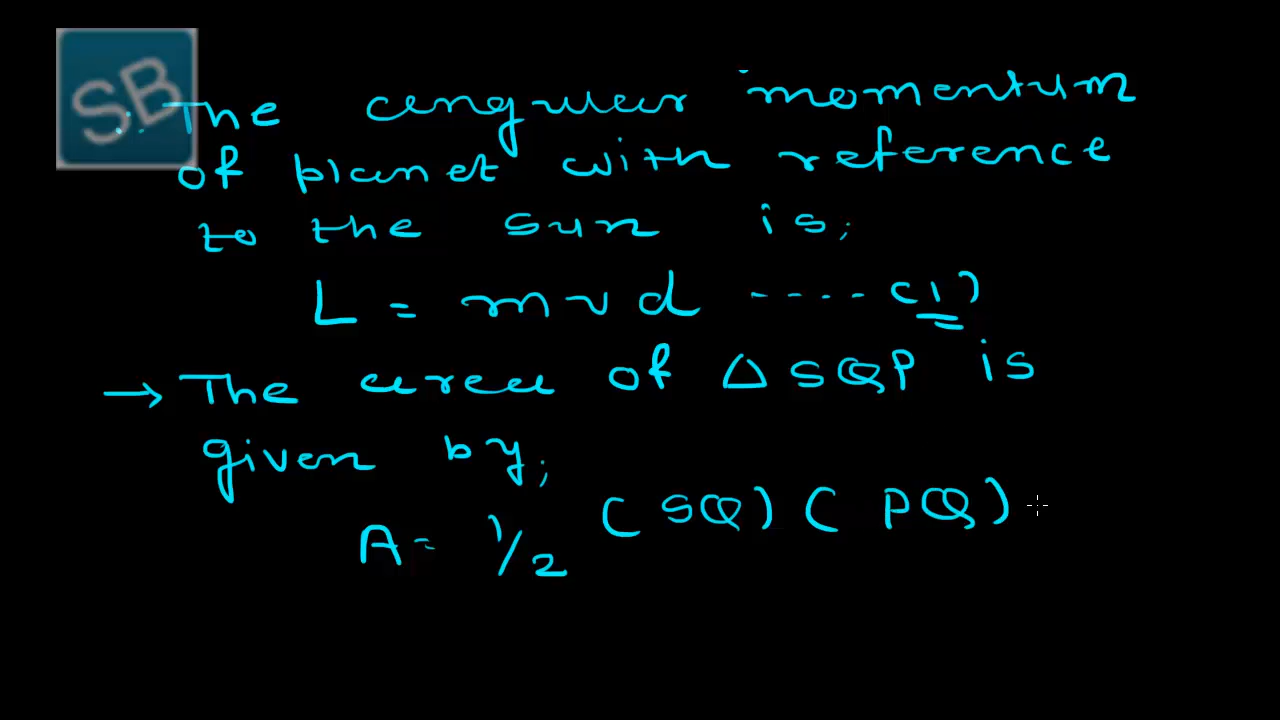 SB
∴ The angular momentum
of planet with reference
to the sun is;
L = mvd ---- (1)
→ The area of △ SQP is
given by;
A = 1/2 (SQ) (PQ)